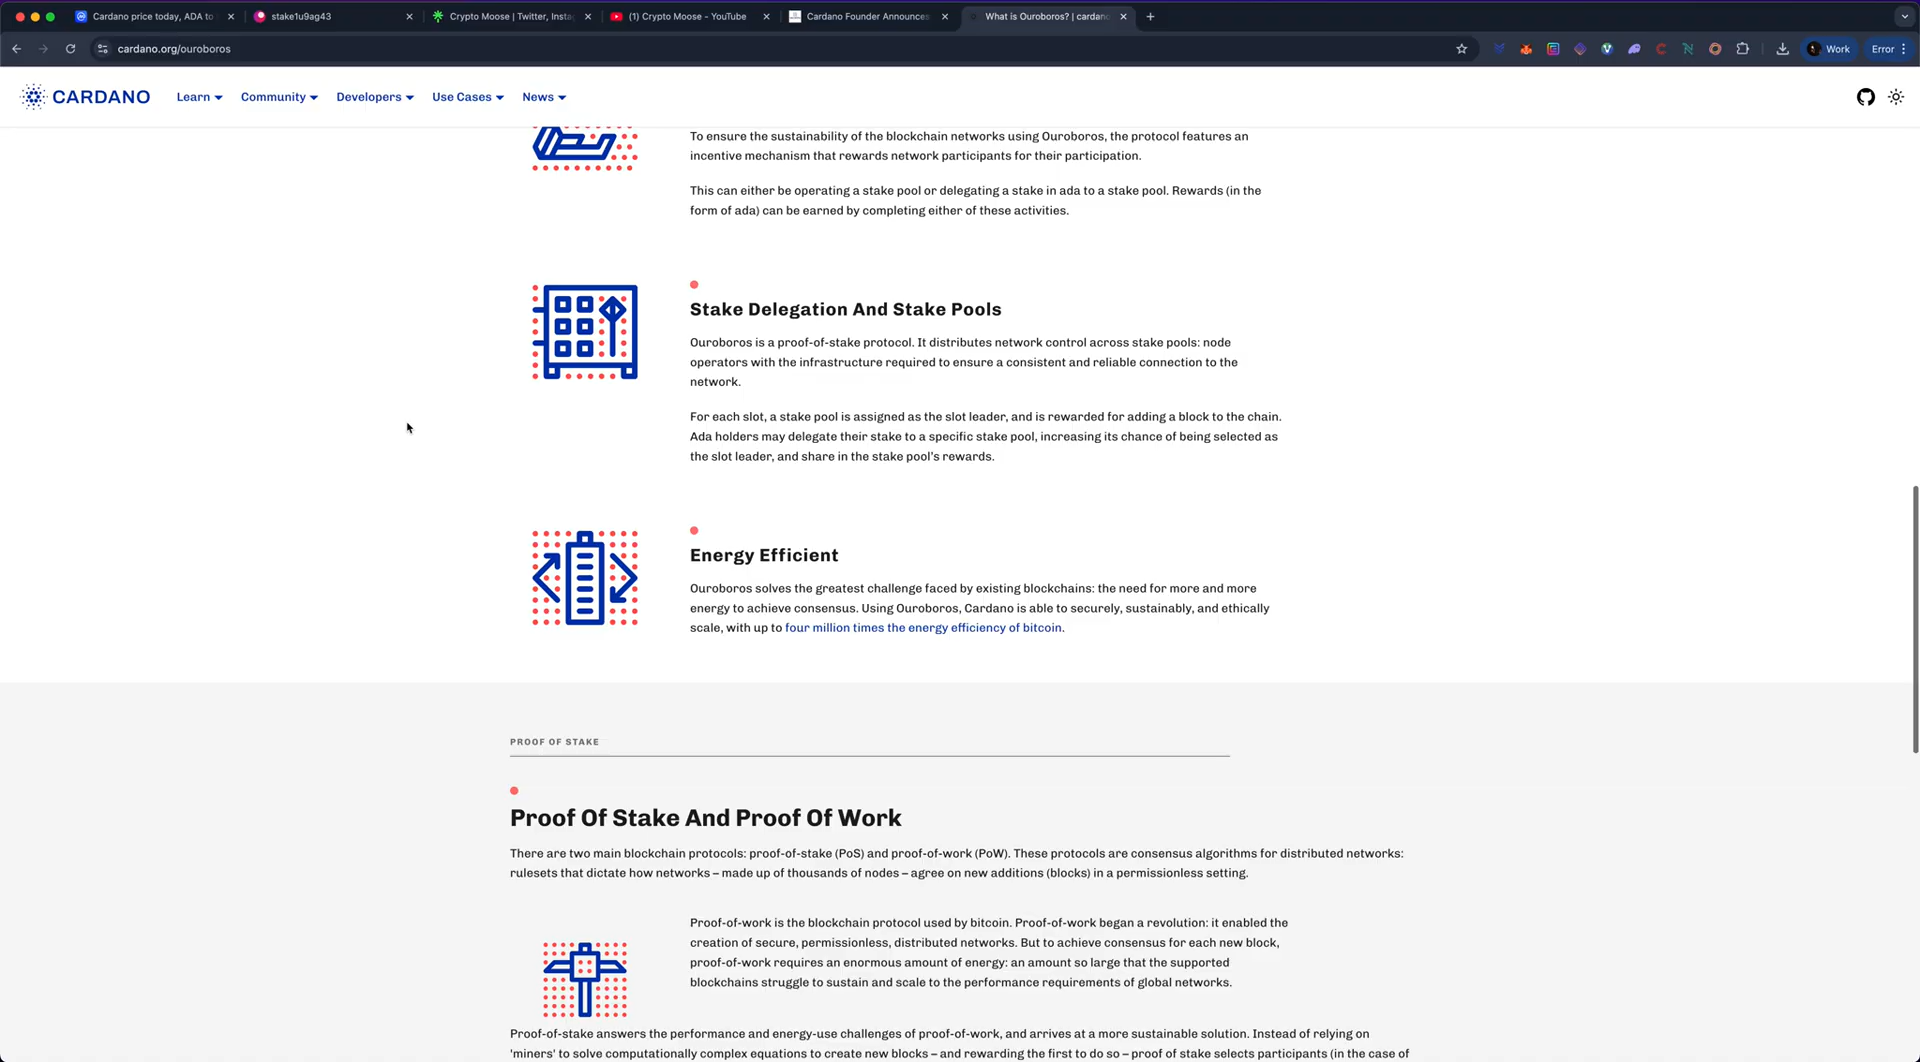 Cardano price today, ADA to
stake1u9ag43
Crypto Moose | Twitter, Insta
(1) Crypto Moose - YouTube
Cardano Founder Announces
What is Ouroboros? | cardano
cardano.org/ouroboros
Work
Error
CARDANO
Learn
Community
Developers
Use Cases
News
To ensure the sustainability of the blockchain networks using Ouroboros, the protocol features an
incentive mechanism that rewards network participants for their participation.
This can either be operating a stake pool or delegating a stake in ada to a stake pool. Rewards (in the
form of ada) can be earned by completing either of these activities.
Stake Delegation And Stake Pools
Ouroboros is a proof-of-stake protocol. It distributes network control across stake pools: node
operators with the infrastructure required to ensure a consistent and reliable connection to the
network.
For each slot, a stake pool is assigned as the slot leader, and is rewarded for adding a block to the chain.
Ada holders may delegate their stake to a specific stake pool, increasing its chance of being selected as
the slot leader, and share in the stake pool's rewards.
Energy Efficient
Ouroboros solves the greatest challenge faced by existing blockchains: the need for more and more
energy to achieve consensus. Using Ouroboros, Cardano is able to securely, sustainably, and ethically
scale, with up to four million times the energy efficiency of bitcoin.
PROOF OF STAKE
Proof Of Stake And Proof Of Work
There are two main blockchain protocols: proof-of-stake (PoS) and proof-of-work (PoW). These protocols are consensus algorithms for distributed networks:
rulesets that dictate how networks – made up of thousands of nodes – agree on new additions (blocks) in a permissionless setting.
Proof-of-work is the blockchain protocol used by bitcoin. Proof-of-work began a revolution: it enabled the
creation of secure, permissionless, distributed networks. But to achieve consensus for each new block,
proof-of-work requires an enormous amount of energy: an amount so large that the supported
blockchains struggle to sustain and scale to the performance requirements of global networks.
Proof-of-stake answers the performance and energy-use challenges of proof-of-work, and arrives at a more sustainable solution. Instead of relying on
'miners' to solve computationally complex equations to create new blocks – and rewarding the first to do so – proof of stake selects participants (in the case of